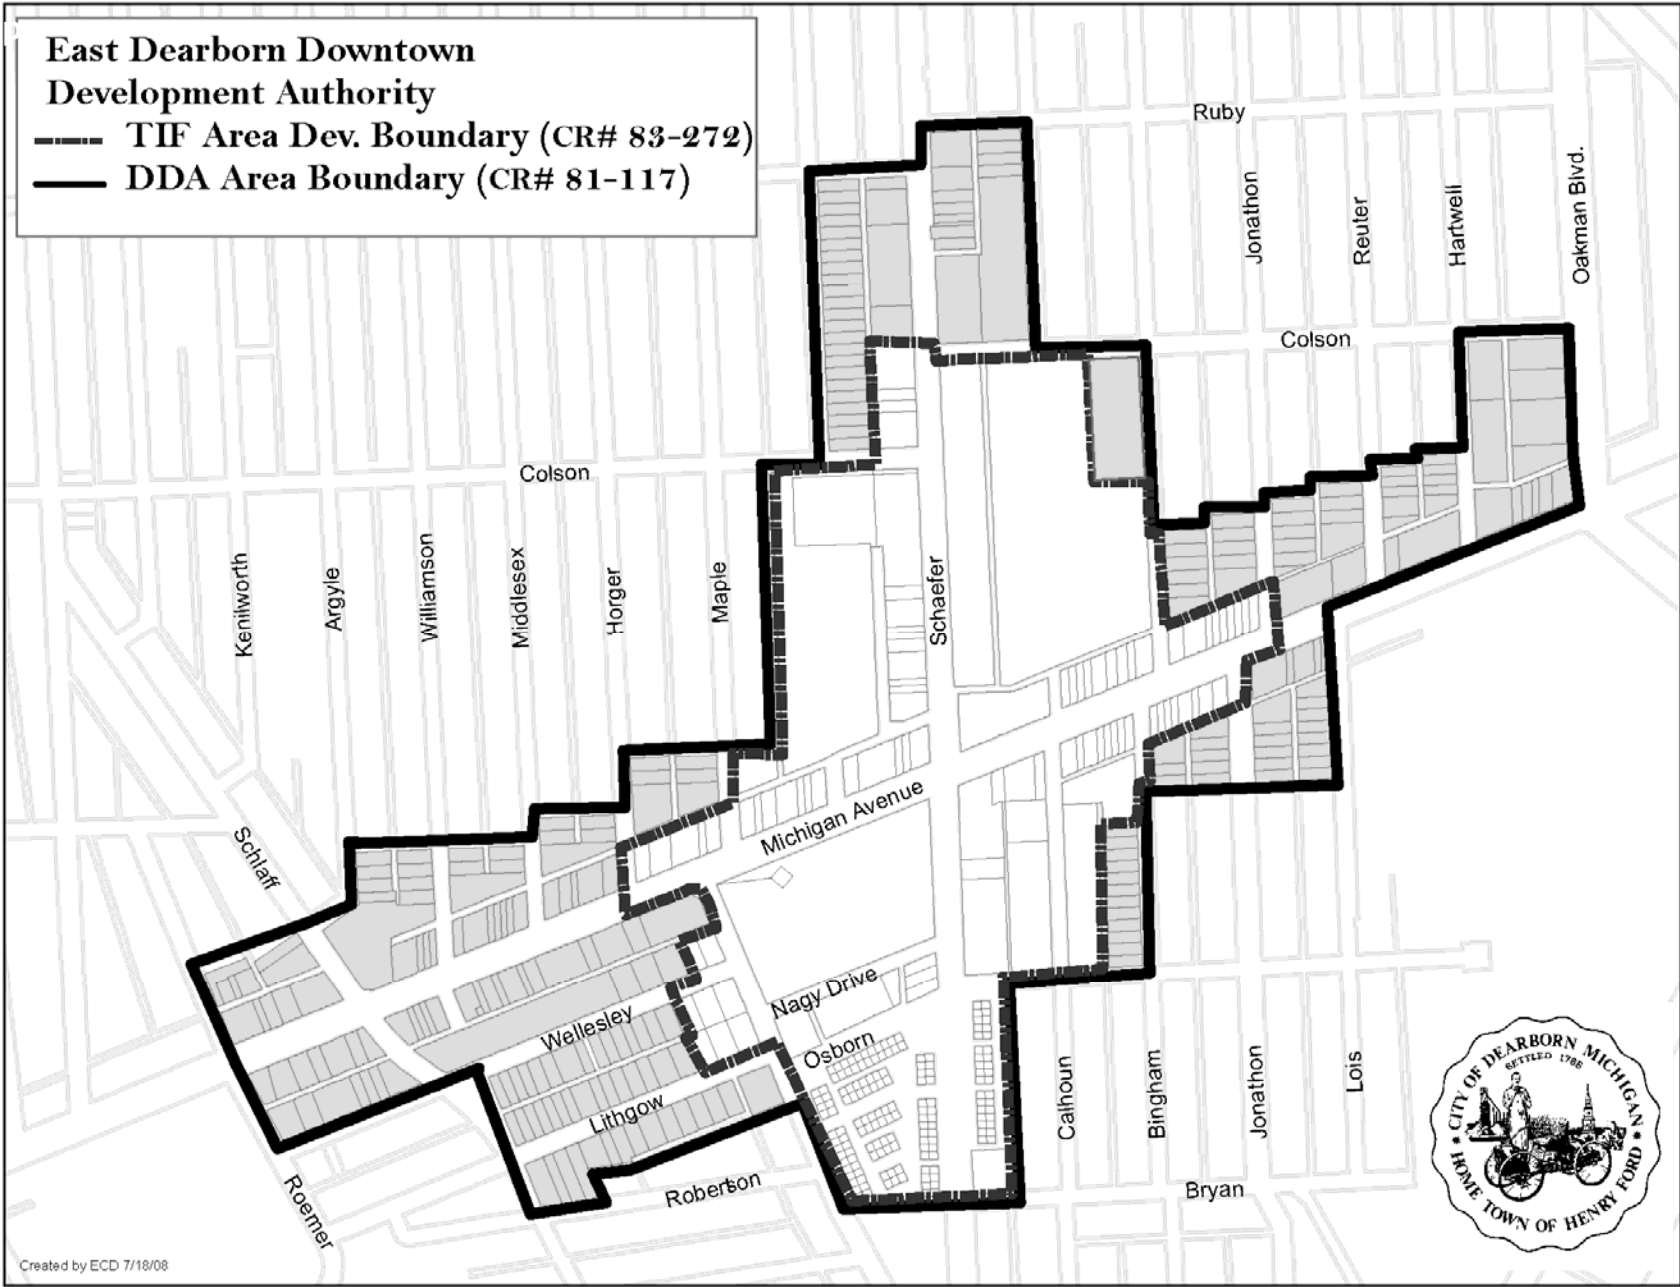 East Dearborn Downtown
Development Authority
TIF Area Dev. Boundary (CR# 83-272)
DDA Area Boundary (CR# 81-117)
Ruby
Jonathon
Reuter
Hartwell
Oakman Blvd.
Colson
Colson
Kenilworth
Argyle
Williamson
Middlesex
Horger
Maple
Schaefer
Michigan Avenue
Schlaff
Nagy Drive
Wellesley
Osborn
Lithgow
Calhoun
Bingham
Jonathon
Lois
Robertson
Bryan
Roemer
CITY OF DEARBORN MICHIGAN
SETTLED 1786
HOME TOWN OF HENRY FORD
Created by ECD 7/18/08